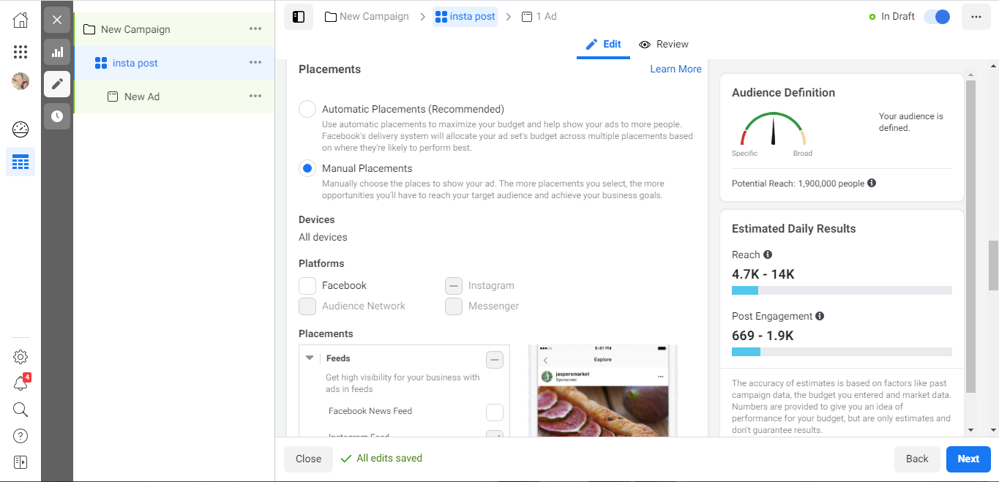 New Campaign
insta post
New Ad
4
New Campaign
insta post
1 Ad
In Draft
Edit
Review
Placements
Learn More
Automatic Placements (Recommended)
Use automatic placements to maximize your budget and help show your ads to more people.
Facebook's delivery system will allocate your ad set's budget across multiple placements based
on where they're likely to perform best.
Manual Placements
Manually choose the places to show your ad. The more placements you select, the more
opportunities you'll have to reach your target audience and achieve your business goals.
Devices
All devices
Platforms
Facebook
Instagram
Audience Network
Messenger
Placements
Feeds
Get high visibility for your business with
ads in feeds
Facebook News Feed
Instagram Feed
9:41 PM
Explore
jaspersmarket
Sponsored
Audience Definition
Specific
Broad
Your audience is
defined.
Potential Reach: 1,900,000 people
Estimated Daily Results
Reach
4.7K - 14K
Post Engagement
669 - 1.9K
The accuracy of estimates is based on factors like past
campaign data, the budget you entered and market data.
Numbers are provided to give you an idea of
performance for your budget, but are only estimates and
don't guarantee results.
Close
All edits saved
Back
Next